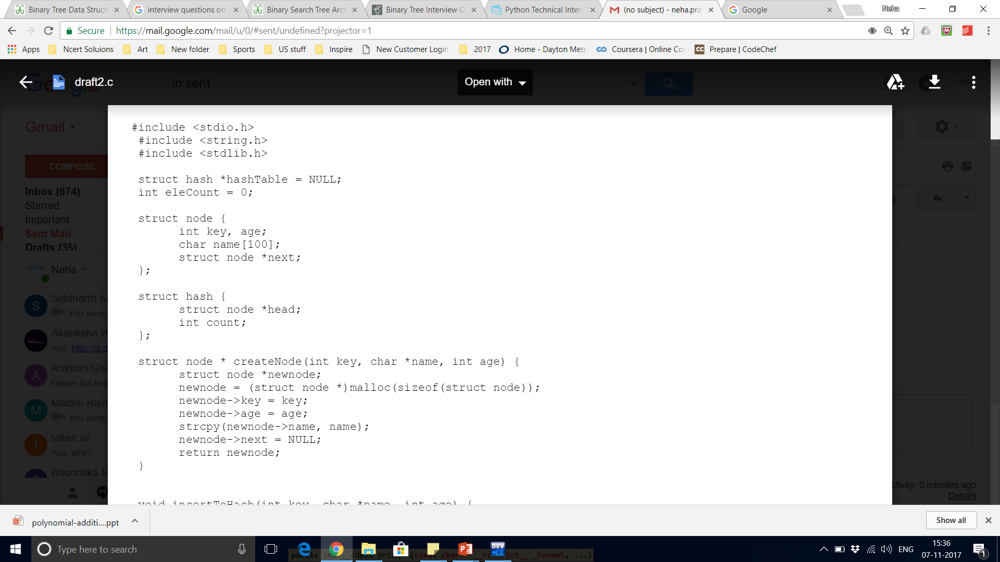 Binary Tree Data Struct
interview questions on
Binary Search Tree Arch
Binary Tree Interview Q
Python Technical Interv
(no subject) - neha.pra
Google
Neha
Secure
https://mail.google.com/mail/u/0/#sent/undefined?projector=1
Apps
Ncert Soluions
Art
New folder
Sports
US stuff
Inspire
New Customer Login
2017
Home - Dayton Metr
Coursera | Online Cou
CC
Prepare | CodeChef
draft2.c
in:sent
Open with
Gmail
COMPOSE
Inbox (674)
Starred
Important
Sent Mail
Drafts (35)
Neha
Siddharth K
You were
Akanksha P
You: http://iit.q
Anirban Gho
Delete the line
Madhu Ravi
You were
takeit all
You: why?
Bhoomika M
#include <stdio.h>
#include <string.h>
#include <stdlib.h>
struct hash *hashTable = NULL;
int eleCount = 0;
struct node {
int key, age;
char name[100];
struct node *next;
};
struct hash {
struct node *head;
int count;
};
struct node * createNode(int key, char *name, int age) {
struct node *newnode;
newnode = (struct node *)malloc(sizeof(struct node));
newnode->key = key;
newnode->age = age;
strcpy(newnode->name, name);
newnode->next = NULL;
return newnode;
}
void insertToHash(int key, char *name, int age) {
ctivity: 0 minutes ago
Details
polynomial-additi....ppt
Show all
Type here to search
DEV
C++
ENG
15:36
07-11-2017
1